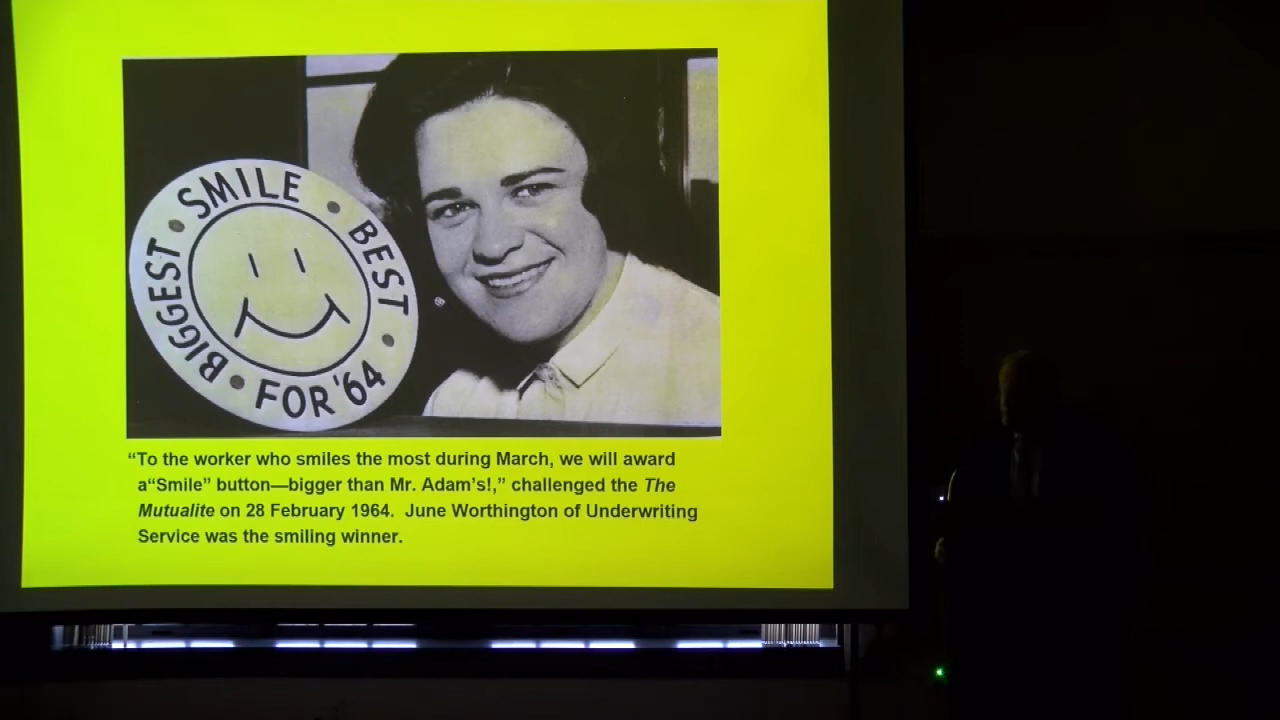 BIGGEST • SMILE • BEST •
FOR '64
“To the worker who smiles the most during March, we will award
a“Smile” button—bigger than Mr. Adam’s!,” challenged the The
Mutualite on 28 February 1964.  June Worthington of Underwriting
Service was the smiling winner.